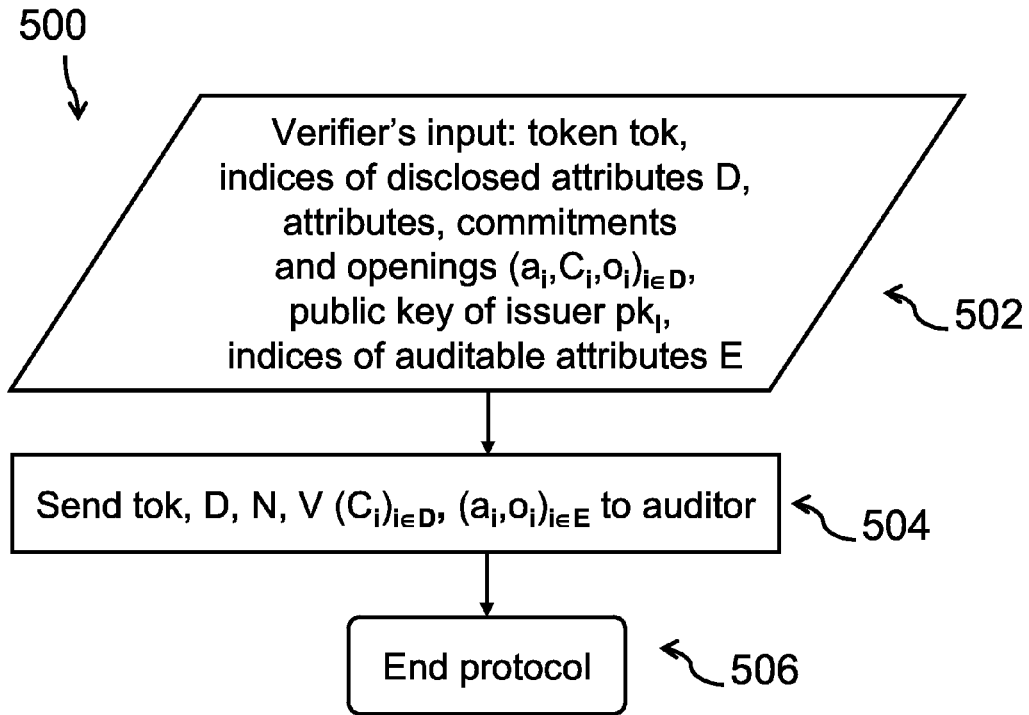 500
Verifier’s input: token tok,
indices of disclosed attributes D,
attributes, commitments
and openings (aᵢ,Cᵢ,oᵢ)ᵢ∈D,
public key of issuer pkI,
indices of auditable attributes E
502
Send tok, D, N, V (Cᵢ)ᵢ∈D, (aᵢ,oᵢ)ᵢ∈E to auditor
504
End protocol
506